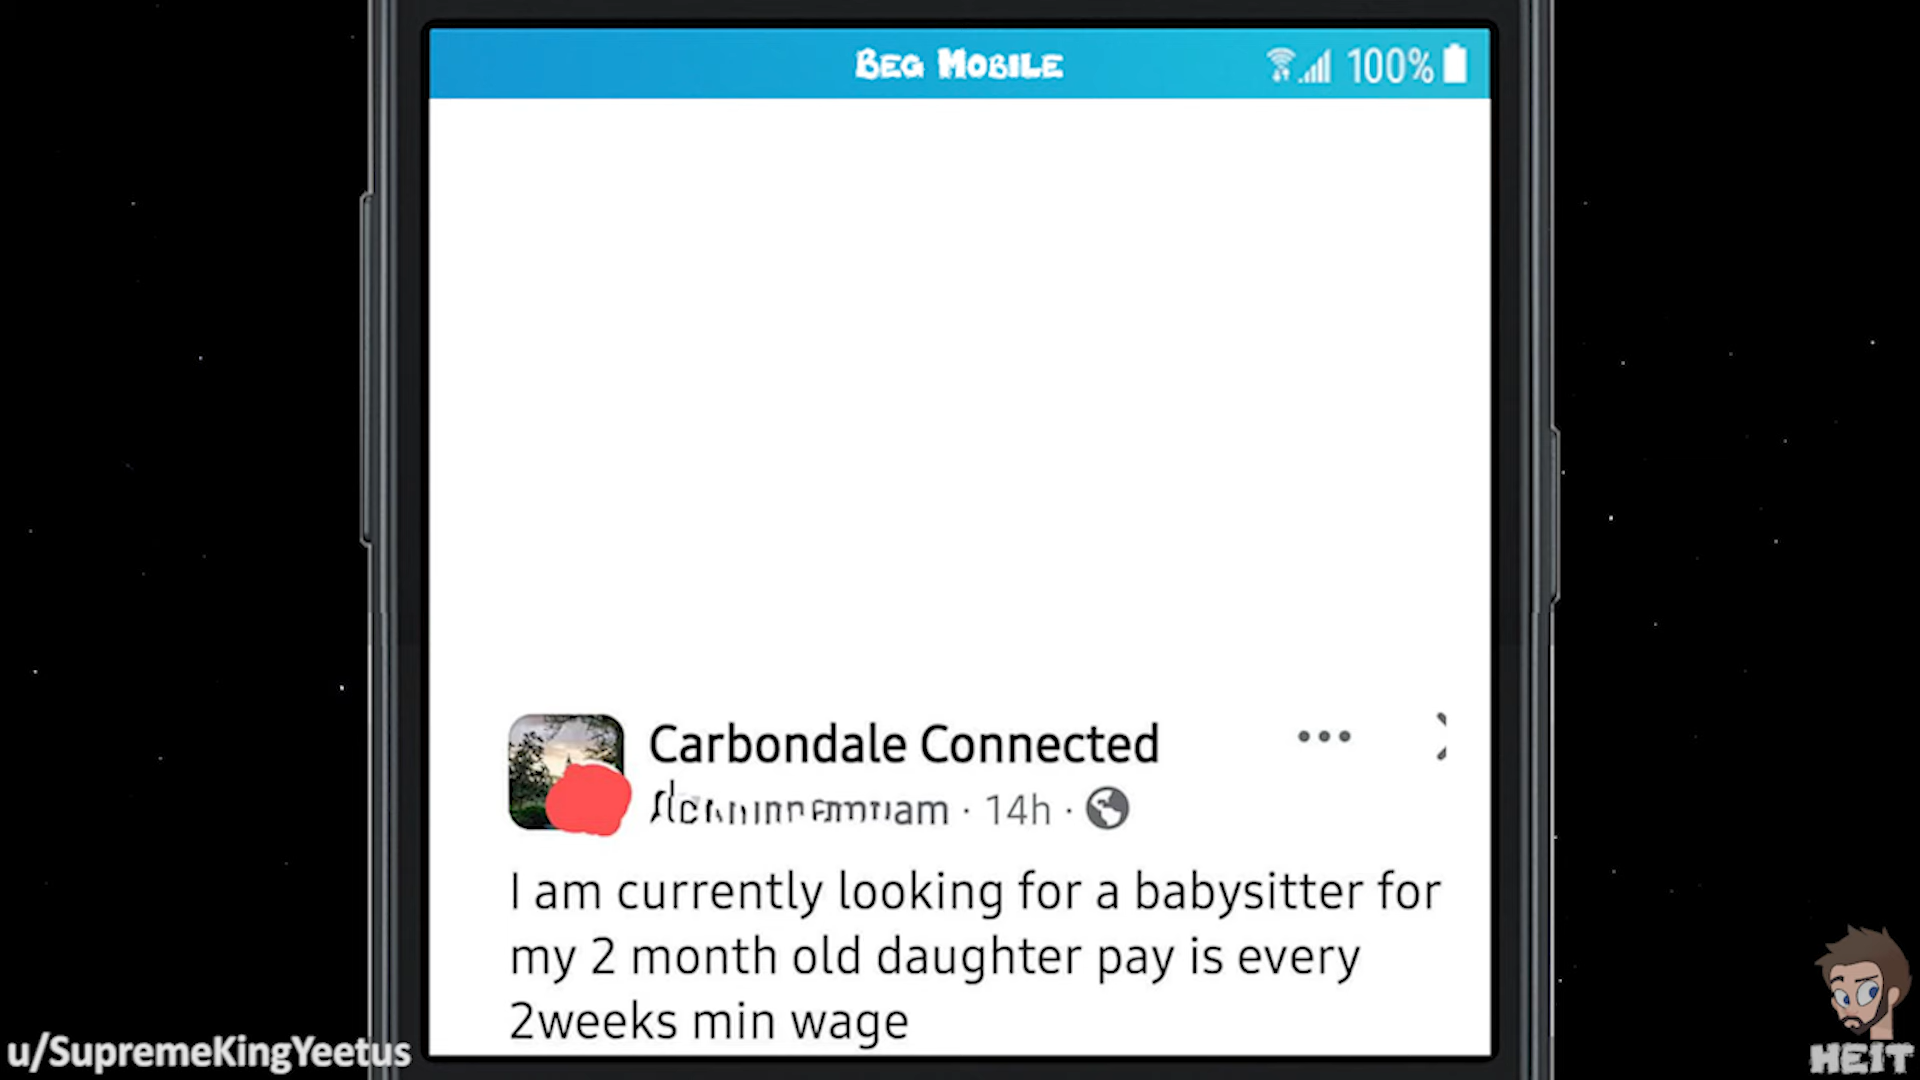 Beg Mobile
100%
Carbondale Connected
· 14h ·
I am currently looking for a babysitter for
my 2 month old daughter pay is every
2weeks min wage
u/SupremeKingYeetus
HEIT